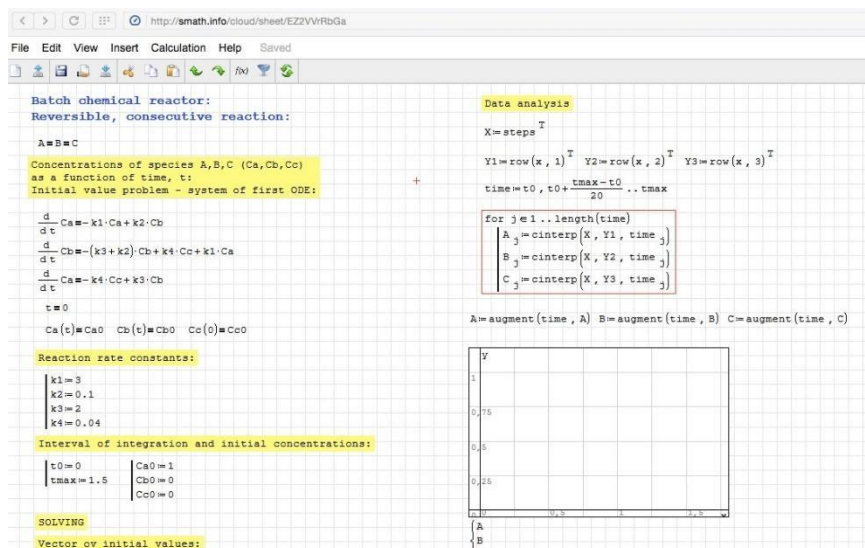 http://smath.info/cloud/sheet/EZ2VVrRbGa
File Edit View Insert Calculation Help Saved
f(x)
Batch chemical reactor:
Reversible, consecutive reaction:
A=B=C
Concentrations of species A,B,C (Ca,Cb,Cc)
as a function of time, t:
Initial value problem - system of first ODE:
d/dt Ca=-k1·Ca+k2·Cb
d/dt Cb=-(k3+k2)·Cb+k4·Cc+k1·Ca
d/dt Ca=-k4·Cc+k3·Cb
t=0
Ca(t)=Ca0 Cb(t)=Cb0 Cc(0)=Cc0
Reaction rate constants:
k1:=3
k2:=0.1
k3:=2
k4:=0.04
Interval of integration and initial concentrations:
t0:=0 Ca0:=1
tmax:=1.5 Cb0:=0
Cc0:=0
SOLVING
Vector ov initial values:
Data analysis
X:=steps^T
Y1:=row(x , 1)^T Y2:=row(x , 2)^T Y3:=row(x , 3)^T
time:=t0 , t0+(tmax-t0)/20 .. tmax
for j∈1..length(time)
A_j:=cinterp(X , Y1 , time_j)
B_j:=cinterp(X , Y2 , time_j)
C_j:=cinterp(X , Y3 , time_j)
A:=augment(time , A) B:=augment(time , B) C:=augment(time , C)
y
1
0,75
0,5
0,25
0 0 0,5 1 1,5 x
A
B